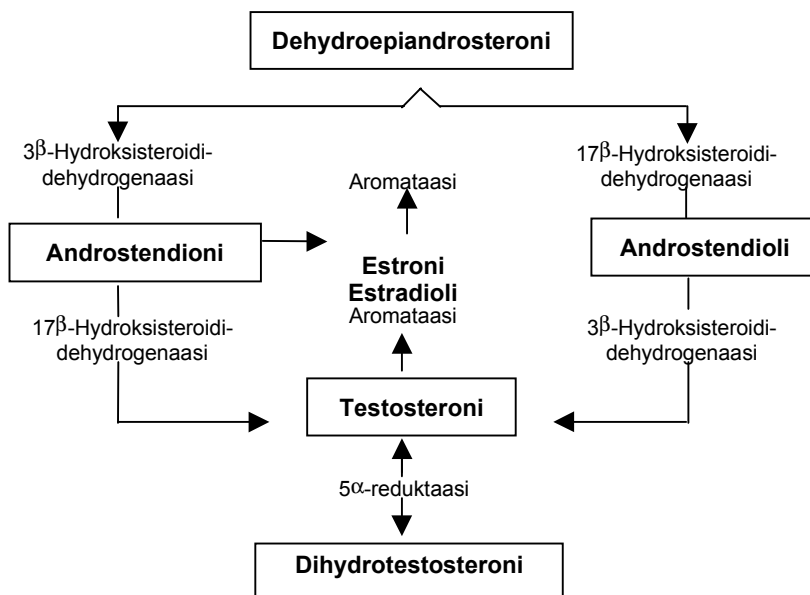 Dehydroepiandrosteroni
3β-Hydroksisteroidi-
dehydrogenaasi
17β-Hydroksisteroidi-
dehydrogenaasi
Aromataasi
Androstendioni
Androstendioli
Estroni
Estradioli
Aromataasi
17β-Hydroksisteroidi-
dehydrogenaasi
3β-Hydroksisteroidi-
dehydrogenaasi
Testosteroni
5α-reduktaasi
Dihydrotestosteroni